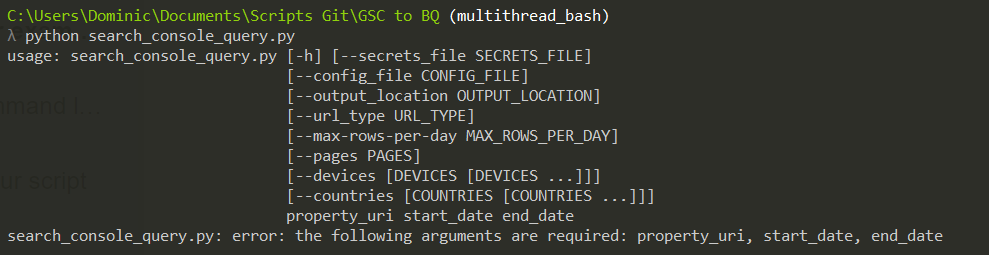 C:\Users\Dominic\Documents\Scripts Git\GSC to BQ (multithread_bash)
λ python search_console_query.py
usage: search_console_query.py [-h] [--secrets_file SECRETS_FILE]
[--config_file CONFIG_FILE]
[--output_location OUTPUT_LOCATION]
[--url_type URL_TYPE]
[--max-rows-per-day MAX_ROWS_PER_DAY]
[--pages PAGES]
[--devices [DEVICES [DEVICES ...]]]
[--countries [COUNTRIES [COUNTRIES ...]]]
property_uri start_date end_date
search_console_query.py: error: the following arguments are required: property_uri, start_date, end_date